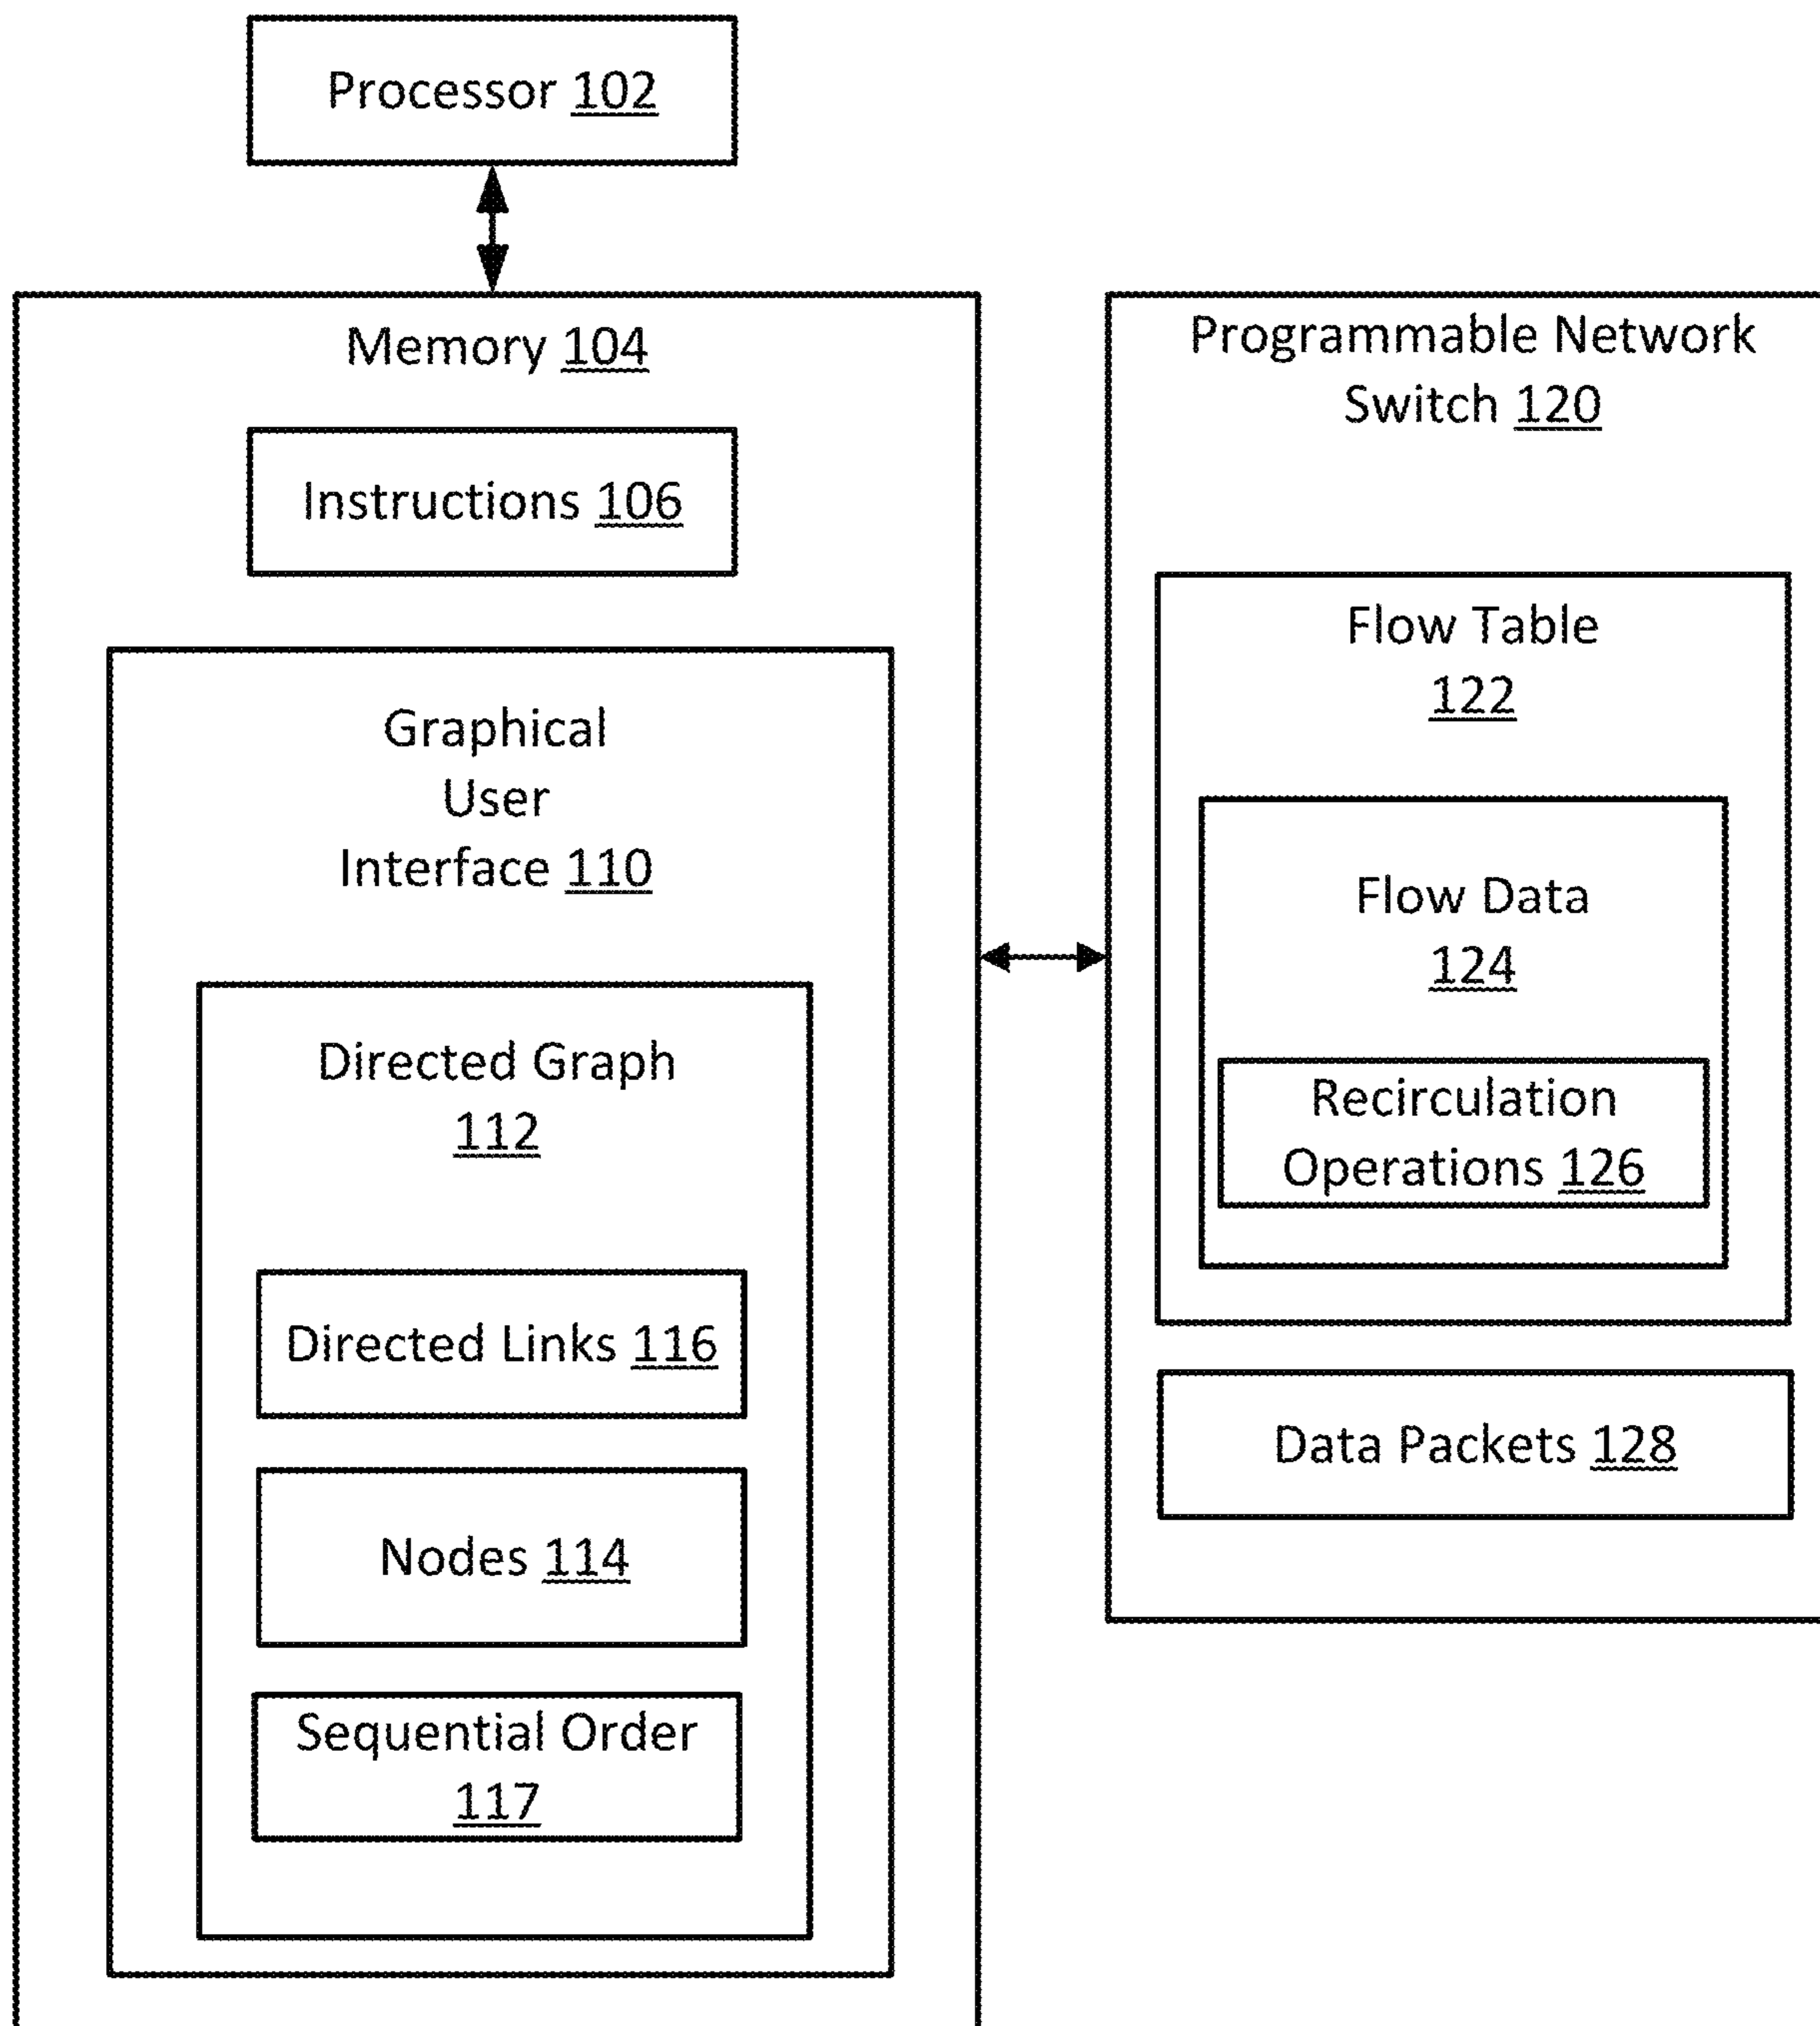 Processor 102
Memory 104
Instructions 106
Graphical
User
Interface 110
Directed Graph
112
Directed Links 116
Nodes 114
Sequential Order
117
Programmable Network
Switch 120
Flow Table
122
Flow Data
124
Recirculation
Operations 126
Data Packets 128